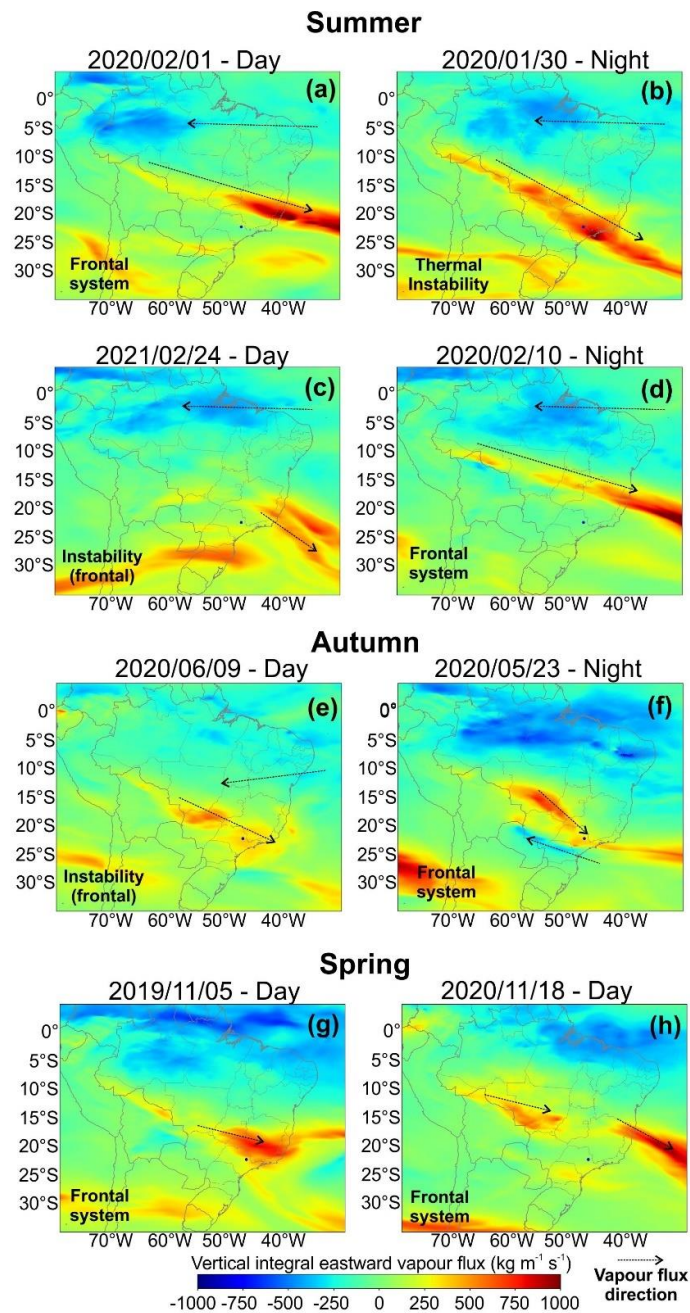 Summer
2020/02/01 - Day
2020/01/30 - Night
(a)
(b)
0°
5°S
10°S
15°S
20°S
25°S
30°S
Frontal
system
70°W 60°W 50°W 40°W
0°
5°S
10°S
15°S
20°S
25°S
30°S
Thermal
Instability
70°W 60°W 50°W 40°W
2021/02/24 - Day
2020/02/10 - Night
(c)
(d)
0°
5°S
10°S
15°S
20°S
25°S
30°S
Instability
(frontal)
70°W 60°W 50°W 40°W
0°
5°S
10°S
15°S
20°S
25°S
30°S
Frontal
system
70°W 60°W 50°W 40°W
Autumn
2020/06/09 - Day
2020/05/23 - Night
(e)
(f)
0°
5°S
10°S
15°S
20°S
25°S
30°S
Instability
(frontal)
70°W 60°W 50°W 40°W
0°
5°S
10°S
15°S
20°S
25°S
30°S
Frontal
system
70°W 60°W 50°W 40°W
Spring
2019/11/05 - Day
2020/11/18 - Day
(g)
(h)
0°
5°S
10°S
15°S
20°S
25°S
30°S
Frontal
system
70°W 60°W 50°W 40°W
0°
5°S
10°S
15°S
20°S
25°S
30°S
Frontal
system
70°W 60°W 50°W 40°W
Vertical integral eastward vapour flux (kg m⁻¹ s⁻¹)
-1000 -750 -500 -250 0 250 500 750 1000
Vapour flux
direction